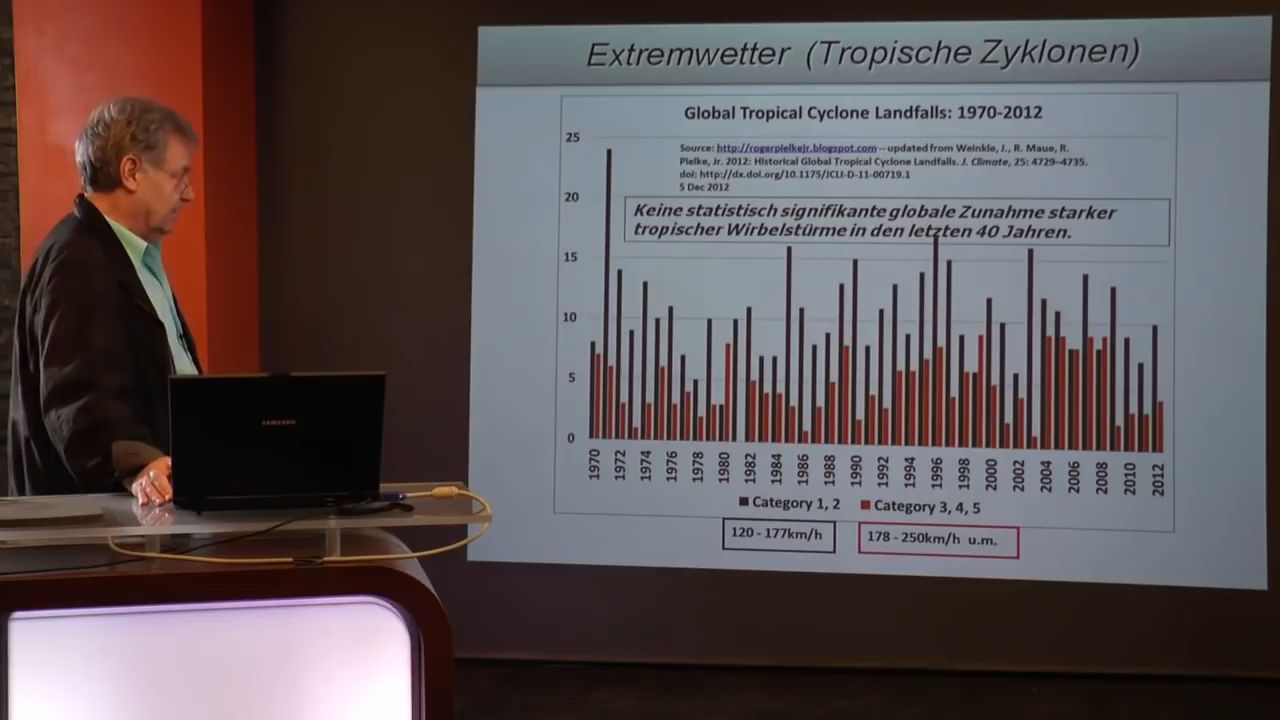 Extremwetter (Tropische Zyklonen)
Global Tropical Cyclone Landfalls: 1970-2012
Source: http://rogerpielkejr.blogspot.com -- updated from Weinkle, J., R. Maue, R.
Pielke, Jr. 2012: Historical Global Tropical Cyclone Landfalls. J. Climate, 25: 4729–4735.
doi: http://dx.doi.org/10.1175/JCLI-D-11-00719.1
5 Dec 2012
Keine statistisch signifikante globale Zunahme starker
tropischer Wirbelstürme in den letzten 40 Jahren.
25
20
15
10
5
0
1970 1972 1974 1976 1978 1980 1982 1984 1986 1988 1990 1992 1994 1996 1998 2000 2002 2004 2006 2008 2010 2012
Category 1, 2 Category 3, 4, 5
120 - 177km/h 178 - 250km/h u.m.
SAMSUNG